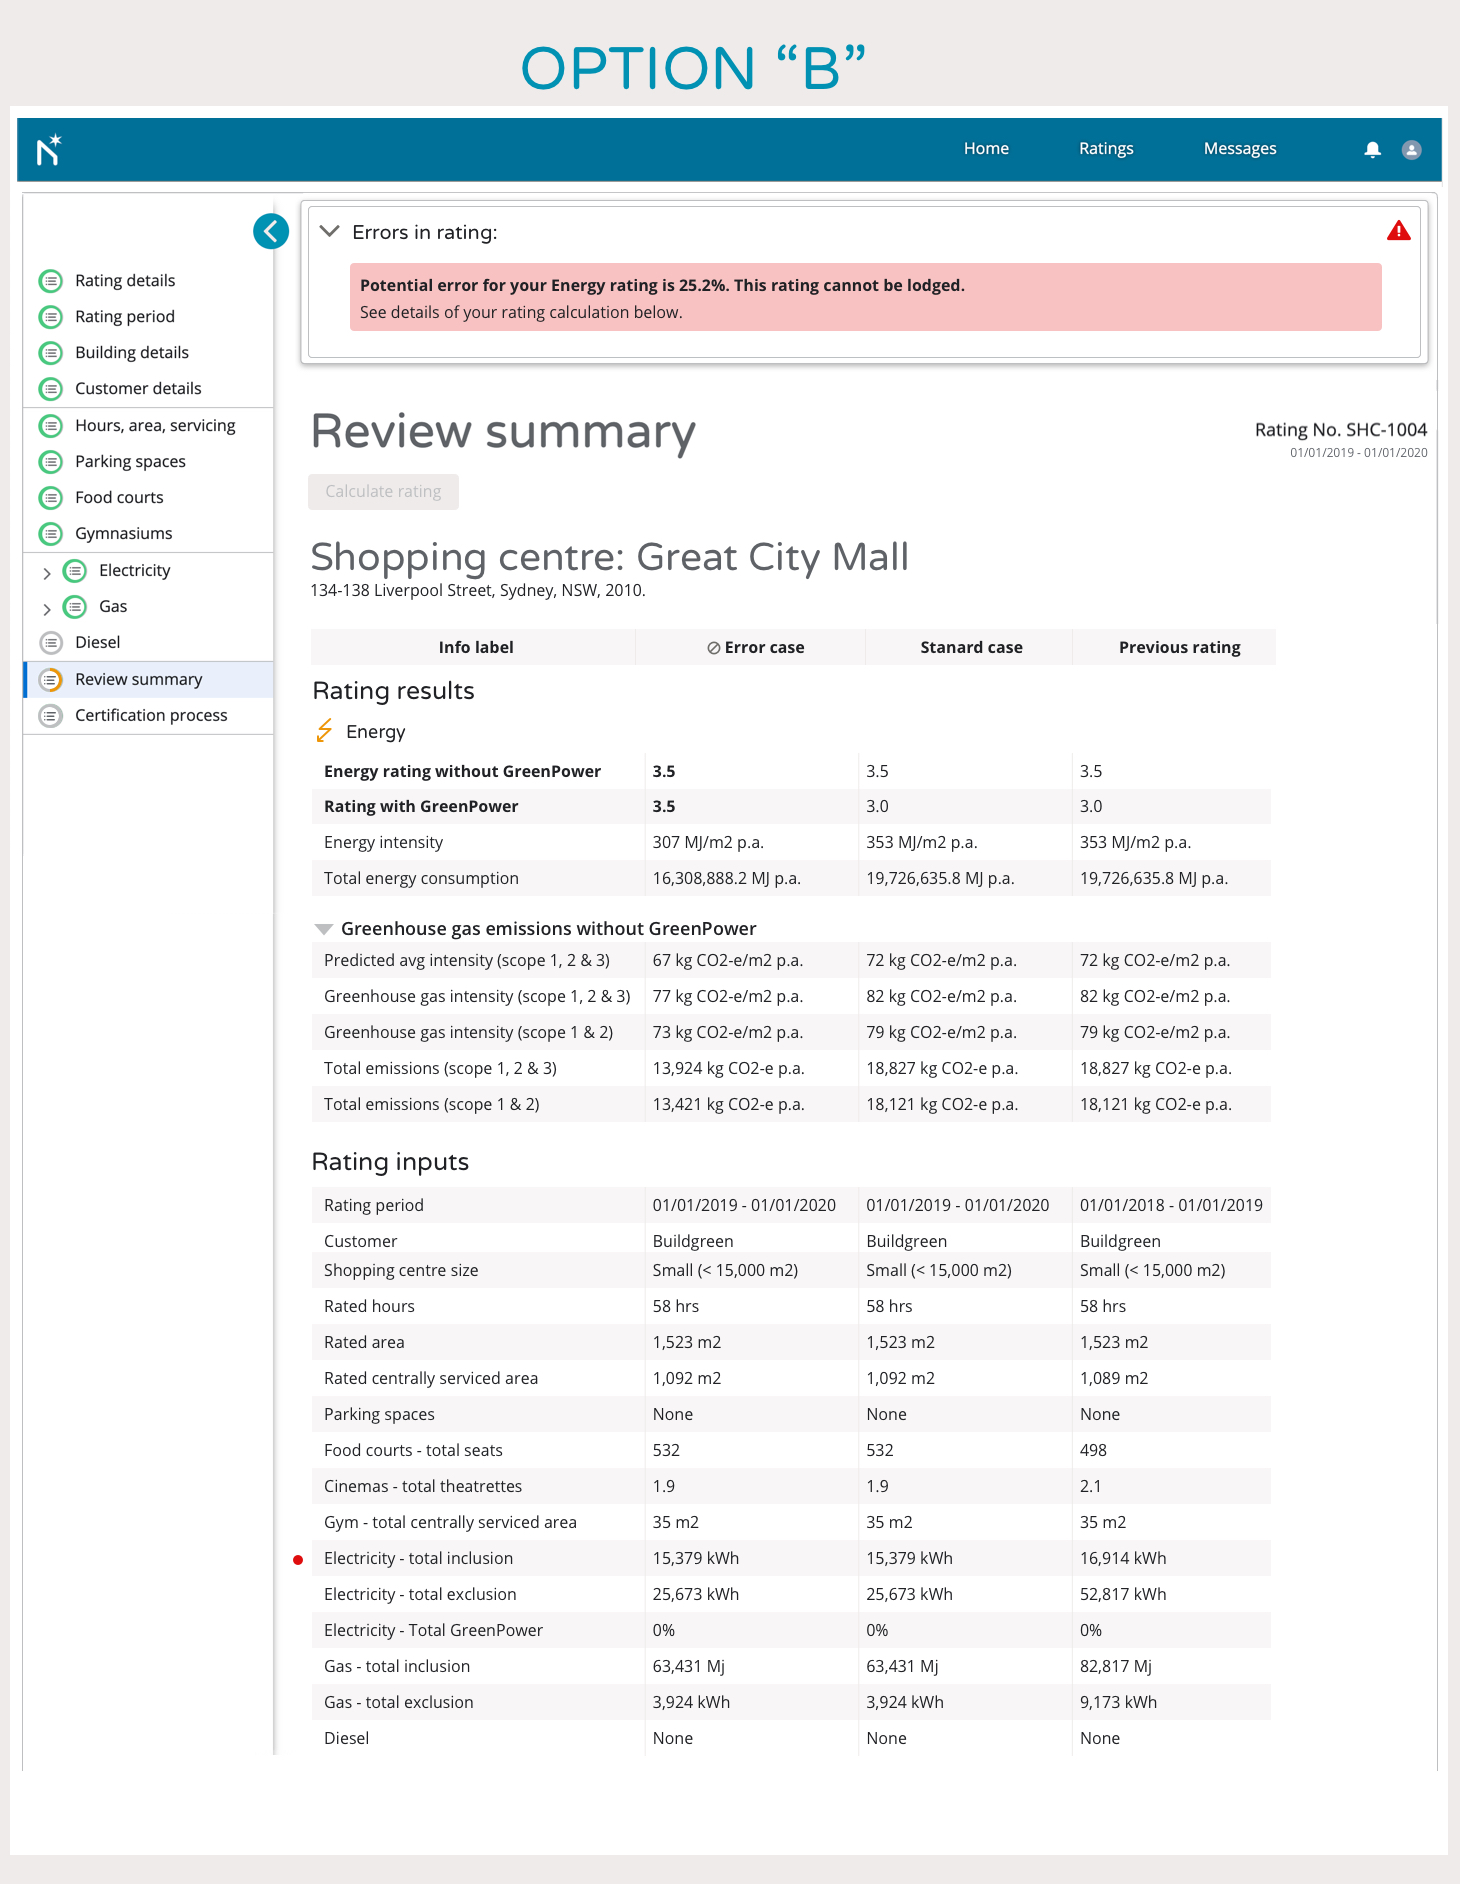 OPTION “B”
Home Ratings Messages
Errors in rating:
Potential error for your Energy rating is 25.2%. This rating cannot be lodged.
See details of your rating calculation below.
Rating details
Rating period
Building details
Customer details
Hours, area, servicing
Parking spaces
Food courts
Gymnasiums
Electricity
Gas
Diesel
Review summary
Certification process
Review summary
Rating No. SHC-1004
01/01/2019 - 01/01/2020
Calculate rating
Shopping centre: Great City Mall
134-138 Liverpool Street, Sydney, NSW, 2010.
Info label Error case Stanard case Previous rating
Rating results
Energy
Energy rating without GreenPower 3.5 3.5 3.5
Rating with GreenPower 3.5 3.0 3.0
Energy intensity 307 MJ/m2 p.a. 353 MJ/m2 p.a. 353 MJ/m2 p.a.
Total energy consumption 16,308,888.2 MJ p.a. 19,726,635.8 MJ p.a. 19,726,635.8 MJ p.a.
Greenhouse gas emissions without GreenPower
Predicted avg intensity (scope 1, 2 & 3) 67 kg CO2-e/m2 p.a. 72 kg CO2-e/m2 p.a. 72 kg CO2-e/m2 p.a.
Greenhouse gas intensity (scope 1, 2 & 3) 77 kg CO2-e/m2 p.a. 82 kg CO2-e/m2 p.a. 82 kg CO2-e/m2 p.a.
Greenhouse gas intensity (scope 1 & 2) 73 kg CO2-e/m2 p.a. 79 kg CO2-e/m2 p.a. 79 kg CO2-e/m2 p.a.
Total emissions (scope 1, 2 & 3) 13,924 kg CO2-e p.a. 18,827 kg CO2-e p.a. 18,827 kg CO2-e p.a.
Total emissions (scope 1 & 2) 13,421 kg CO2-e p.a. 18,121 kg CO2-e p.a. 18,121 kg CO2-e p.a.
Rating inputs
Rating period 01/01/2019 - 01/01/2020 01/01/2019 - 01/01/2020 01/01/2018 - 01/01/2019
Customer Buildgreen Buildgreen Buildgreen
Shopping centre size Small (< 15,000 m2) Small (< 15,000 m2) Small (< 15,000 m2)
Rated hours 58 hrs 58 hrs 58 hrs
Rated area 1,523 m2 1,523 m2 1,523 m2
Rated centrally serviced area 1,092 m2 1,092 m2 1,089 m2
Parking spaces None None None
Food courts - total seats 532 532 498
Cinemas - total theatrettes 1.9 1.9 2.1
Gym - total centrally serviced area 35 m2 35 m2 35 m2
Electricity - total inclusion 15,379 kWh 15,379 kWh 16,914 kWh
Electricity - total exclusion 25,673 kWh 25,673 kWh 52,817 kWh
Electricity - Total GreenPower 0% 0% 0%
Gas - total inclusion 63,431 Mj 63,431 Mj 82,817 Mj
Gas - total exclusion 3,924 kWh 3,924 kWh 9,173 kWh
Diesel None None None